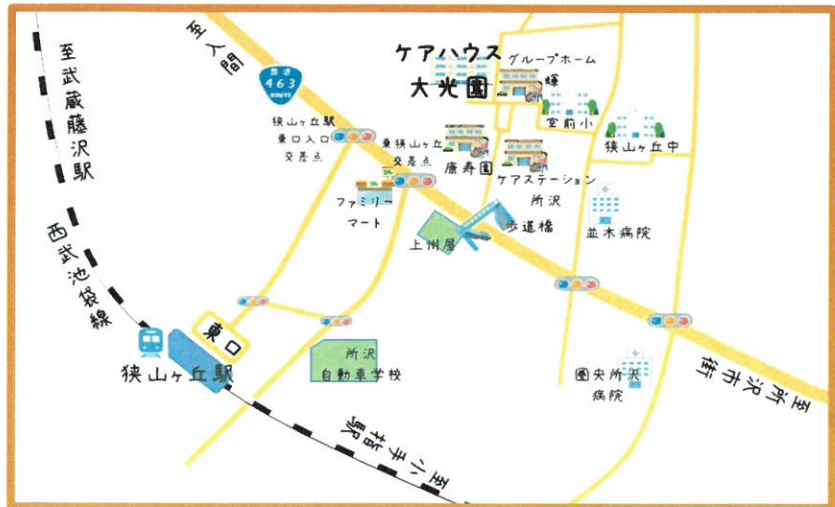 至武蔵藤沢駅
西武池袋線
至入間
国道
463
ROUTE
狭山ヶ丘駅
東口入口
交差点
ケアハウス
大光園
グループホーム
輝
宮前小
狭山ヶ丘中
東狭山ヶ丘
交差点
康寿園
ケアステーション
所沢
ファミリー
マート
上州屋
歩道橋
並木病院
東口
狭山ヶ丘駅
所沢
自動車学校
圏央所沢
病院
至所沢市街
至小手指駅